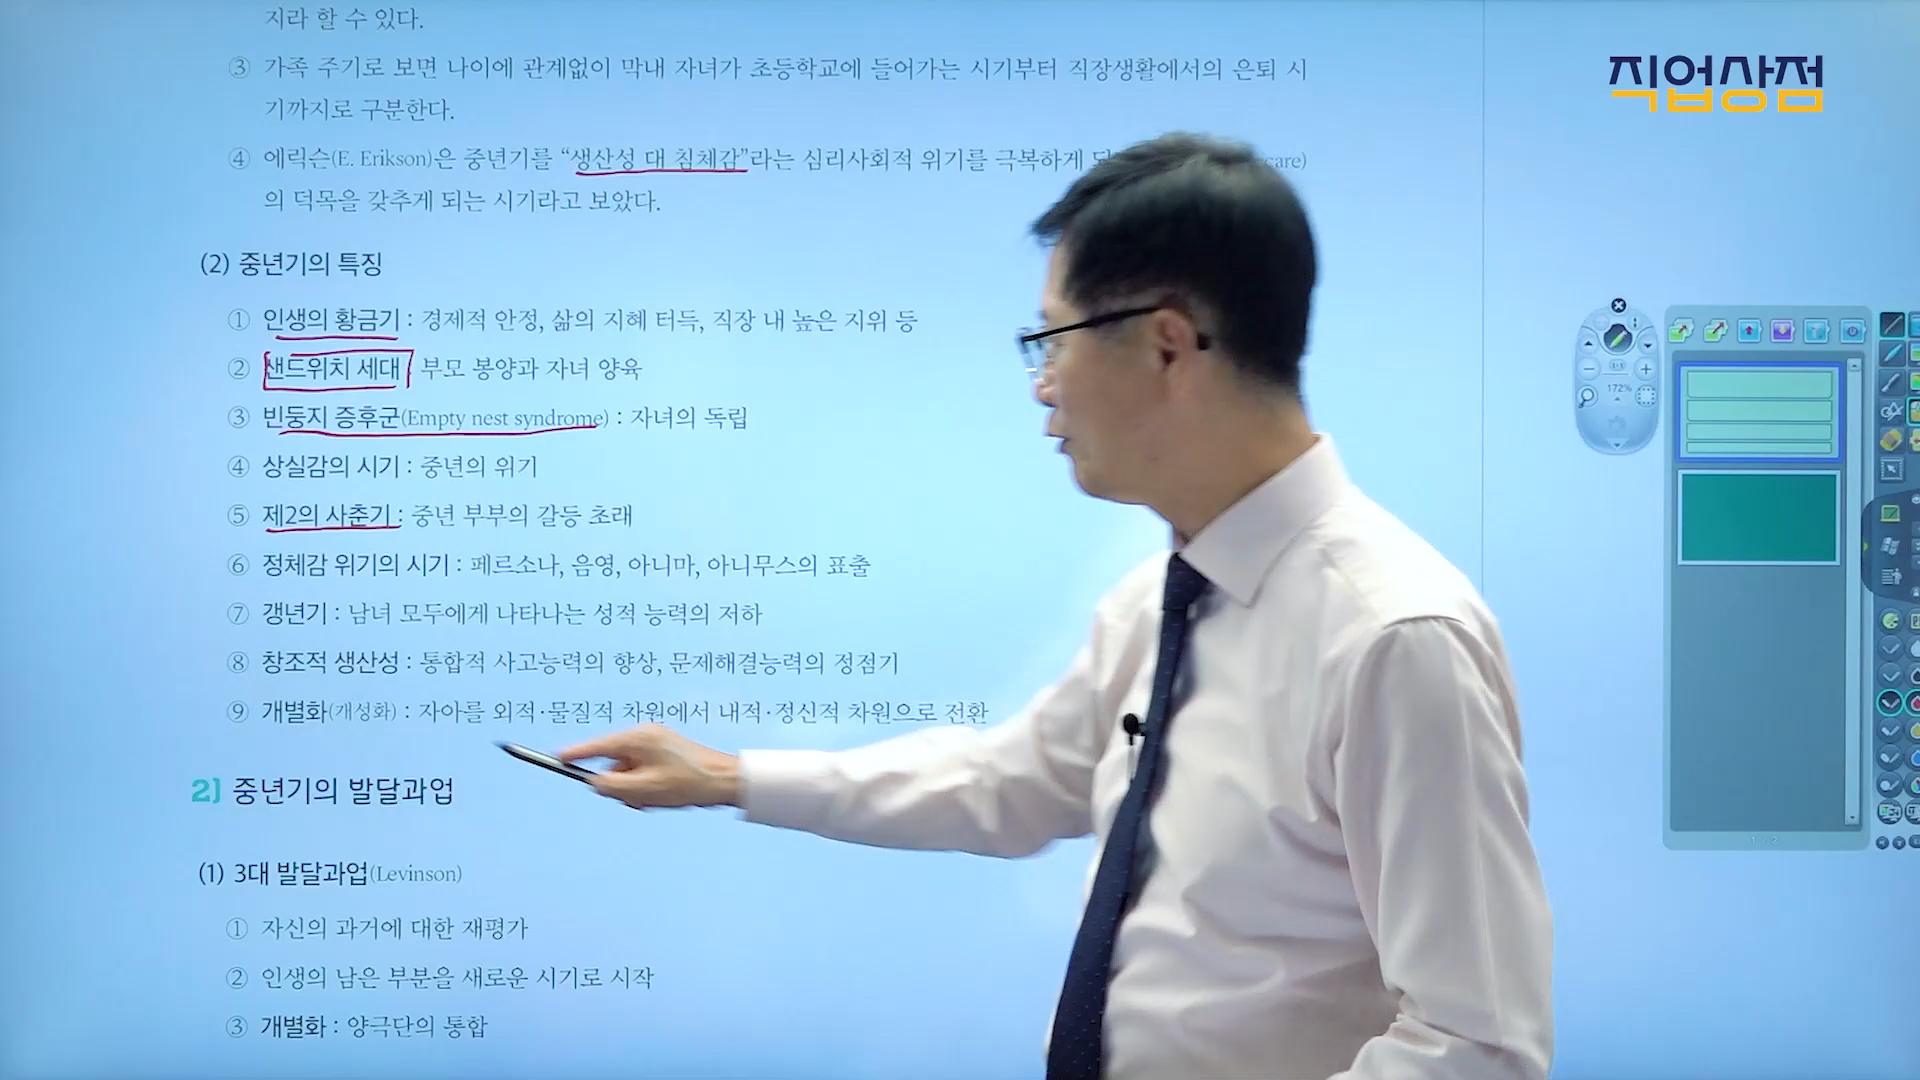 지라 할 수 있다.
③ 가족 주기로 보면 나이에 관계없이 막내 자녀가 초등학교에 들어가는 시기부터 직장생활에서의 은퇴 시
기까지로 구분한다.
④ 에릭슨(E. Erikson)은 중년기를 “생산성 대 침체감”라는 심리사회적 위기를 극복하게 care)
의 덕목을 갖추게 되는 시기라고 보았다.
(2) 중년기의 특징
① 인생의 황금기 : 경제적 안정, 삶의 지혜 터득, 직장 내 높은 지위 등
② 샌드위치 세대 : 부모 봉양과 자녀 양육
③ 빈둥지 증후군(Empty nest syndrome) : 자녀의 독립
④ 상실감의 시기 : 중년의 위기
⑤ 제2의 사춘기 : 중년 부부의 갈등 초래
⑥ 정체감 위기의 시기 : 페르소나, 음영, 아니마, 아니무스의 표출
⑦ 갱년기 : 남녀 모두에게 나타나는 성적 능력의 저하
⑧ 창조적 생산성 : 통합적 사고능력의 향상, 문제해결능력의 정점기
⑨ 개별화(개성화) : 자아를 외적·물질적 차원에서 내적·정신적 차원으로 전환
2) 중년기의 발달과업
(1) 3대 발달과업(Levinson)
① 자신의 과거에 대한 재평가
② 인생의 남은 부분을 새로운 시기로 시작
③ 개별화 : 양극단의 통합
직업상점
172%